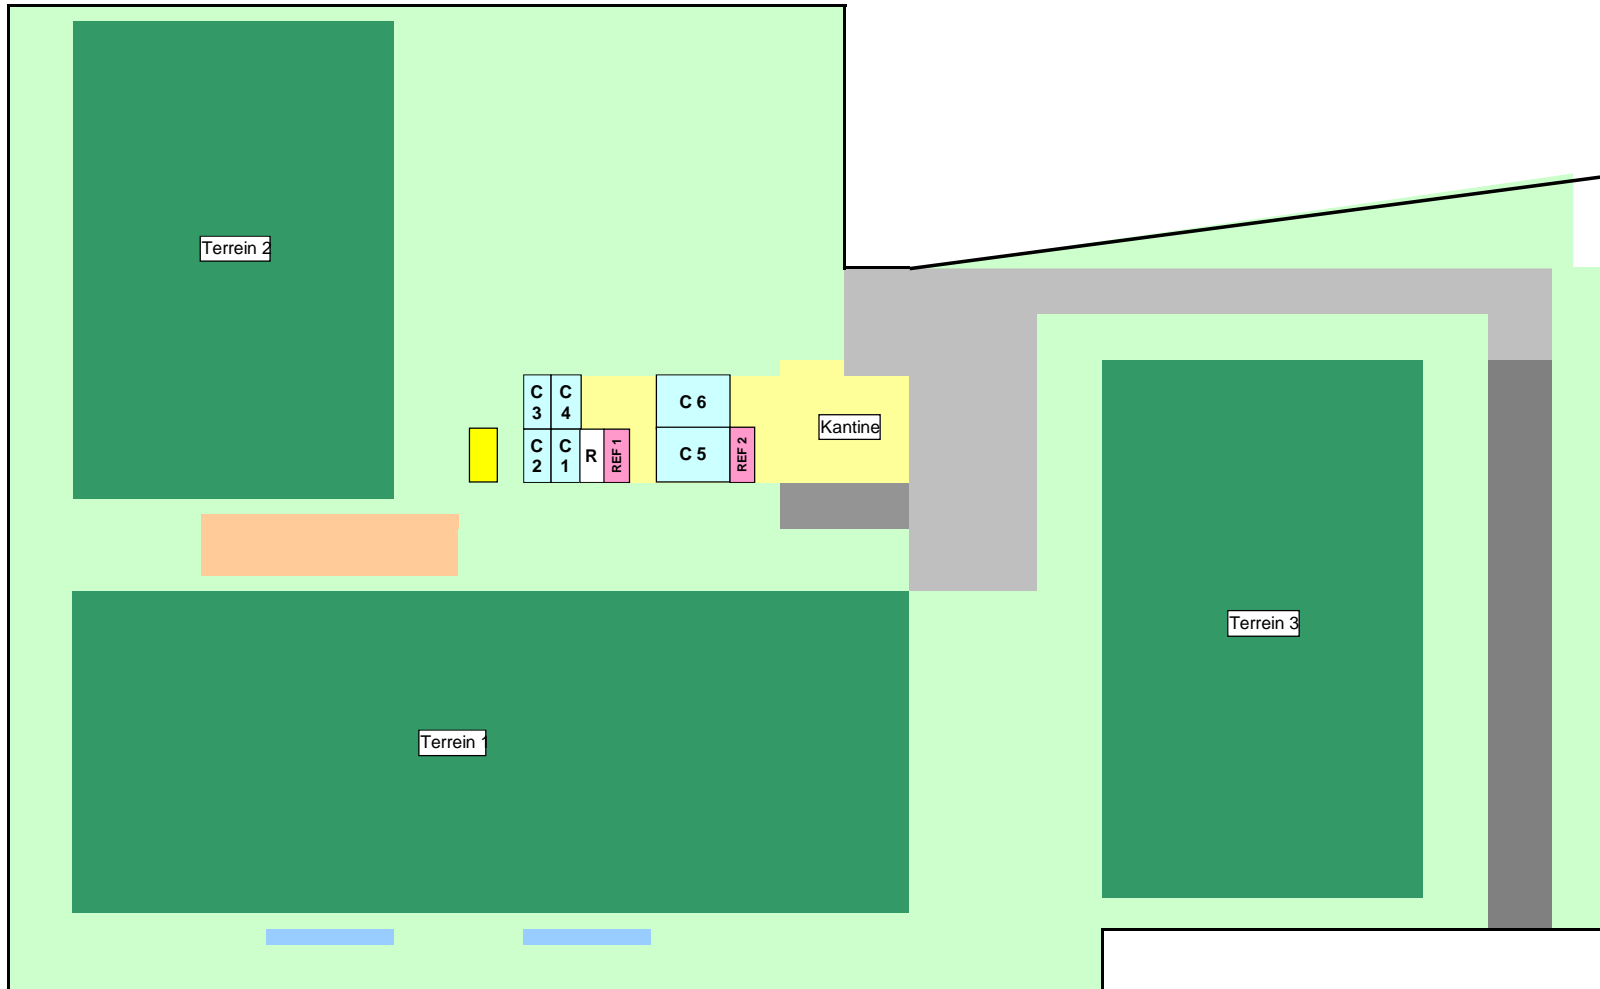 Terrein 2
C 3
C 4
C 6
Kantine
C 2
C 1
R
REF 1
C 5
REF 2
Terrein 3
Terrein 1